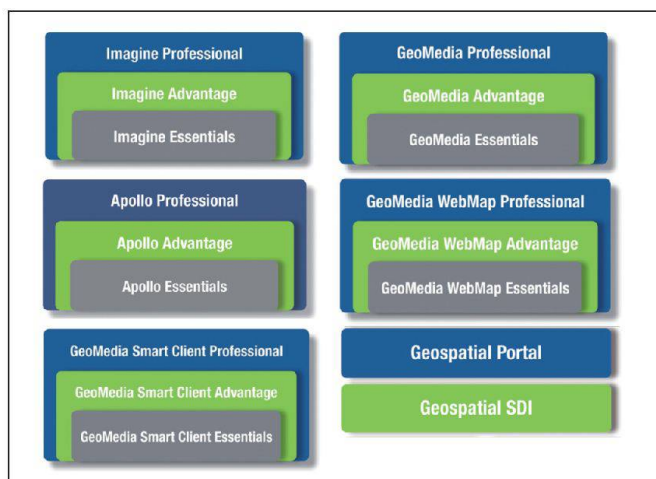 Imagine Professional
Imagine Advantage
Imagine Essentials
GeoMedia Professional
GeoMedia Advantage
GeoMedia Essentials
Apollo Professional
Apollo Advantage
Apollo Essentials
GeoMedia WebMap Professional
GeoMedia WebMap Advantage
GeoMedia WebMap Essentials
GeoMedia Smart Client Professional
GeoMedia Smart Client Advantage
GeoMedia Smart Client Essentials
Geospatial Portal
Geospatial SDI